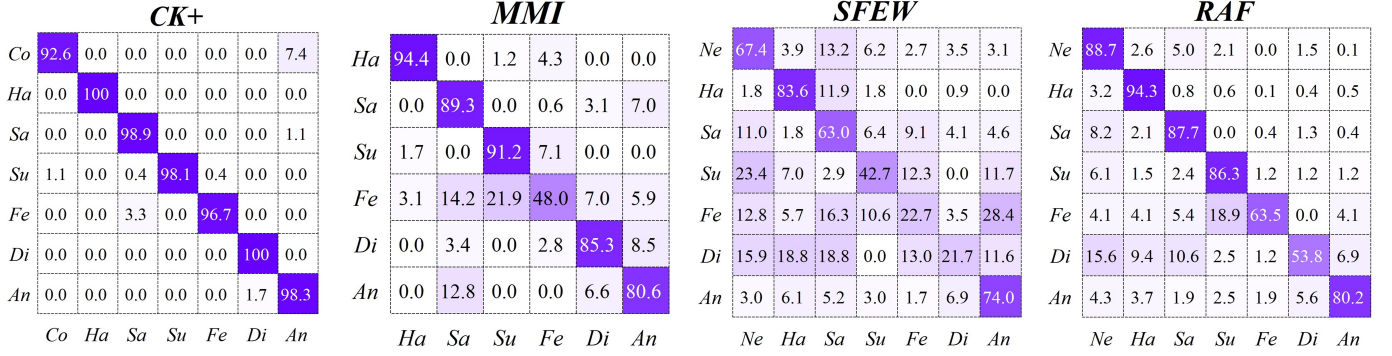 CK+
Co 92.6 0.0 0.0 0.0 0.0 0.0 7.4
Ha 0.0 100 0.0 0.0 0.0 0.0 0.0
Sa 0.0 0.0 98.9 0.0 0.0 0.0 1.1
Su 1.1 0.0 0.4 98.1 0.4 0.0 0.0
Fe 0.0 0.0 3.3 0.0 96.7 0.0 0.0
Di 0.0 0.0 0.0 0.0 0.0 100 0.0
An 0.0 0.0 0.0 0.0 0.0 1.7 98.3
Co Ha Sa Su Fe Di An
MMI
Ha 94.4 0.0 1.2 4.3 0.0 0.0
Sa 0.0 89.3 0.0 0.6 3.1 7.0
Su 1.7 0.0 91.2 7.1 0.0 0.0
Fe 3.1 14.2 21.9 48.0 7.0 5.9
Di 0.0 3.4 0.0 2.8 85.3 8.5
An 0.0 12.8 0.0 0.0 6.6 80.6
Ha Sa Su Fe Di An
SFEW
Ne 67.4 3.9 13.2 6.2 2.7 3.5 3.1
Ha 1.8 83.6 11.9 1.8 0.0 0.9 0.0
Sa 11.0 1.8 63.0 6.4 9.1 4.1 4.6
Su 23.4 7.0 2.9 42.7 12.3 0.0 11.7
Fe 12.8 5.7 16.3 10.6 22.7 3.5 28.4
Di 15.9 18.8 18.8 0.0 13.0 21.7 11.6
An 3.0 6.1 5.2 3.0 1.7 6.9 74.0
Ne Ha Sa Su Fe Di An
RAF
Ne 88.7 2.6 5.0 2.1 0.0 1.5 0.1
Ha 3.2 94.3 0.8 0.6 0.1 0.4 0.5
Sa 8.2 2.1 87.7 0.0 0.4 1.3 0.4
Su 6.1 1.5 2.4 86.3 1.2 1.2 1.2
Fe 4.1 4.1 5.4 18.9 63.5 0.0 4.1
Di 15.6 9.4 10.6 2.5 1.2 53.8 6.9
An 4.3 3.7 1.9 2.5 1.9 5.6 80.2
Ne Ha Sa Su Fe Di An